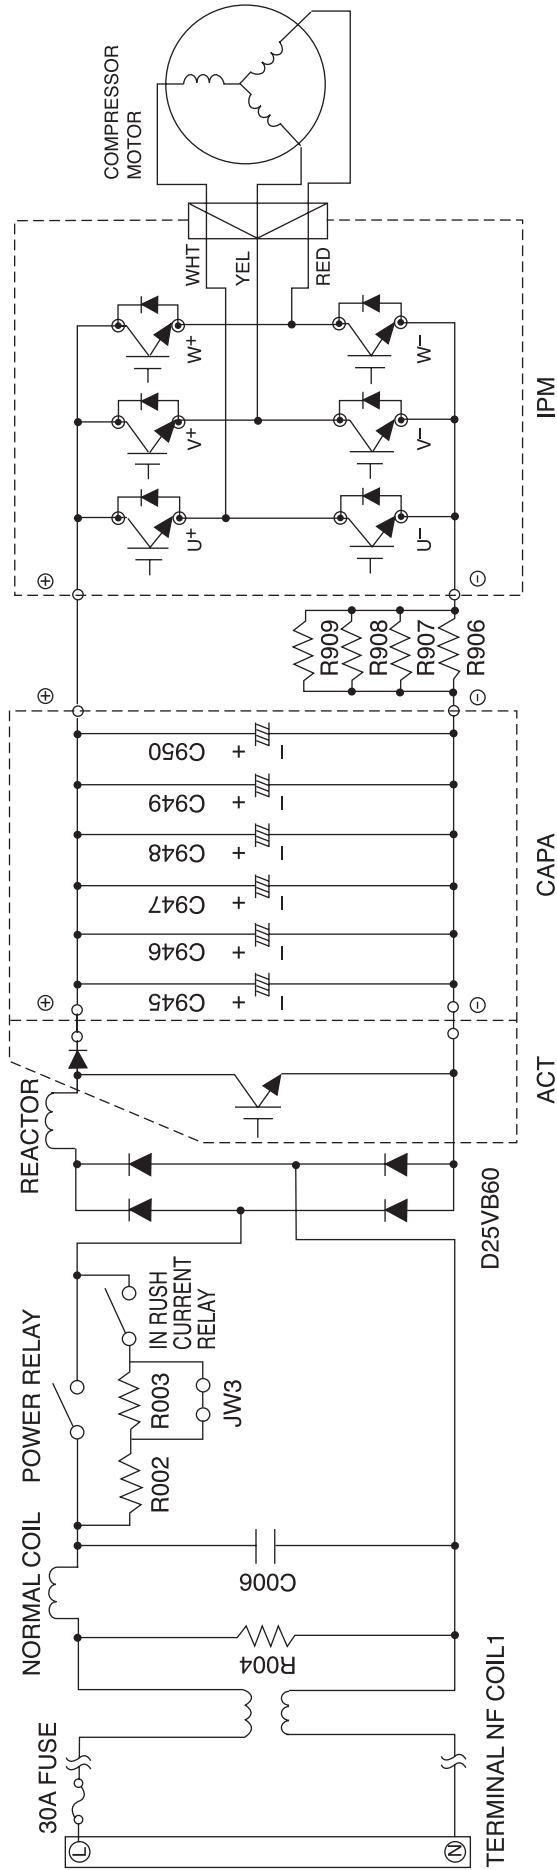 L
30A FUSE
N
TERMINAL NF COIL1
NORMAL COIL
R004
C006
POWER RELAY
R002
R003
JW3
IN RUSH
CURRENT
RELAY
REACTOR
D25VB60
ACT
+
C945
+
–
–
C946
+
–
C947
+
–
C948
+
–
C949
+
–
C950
+
–
CAPA
+
–
R909
R908
R907
R906
+
–
U+
V+
W+
U–
V–
W–
IPM
WHT
YEL
RED
COMPRESSOR
MOTOR